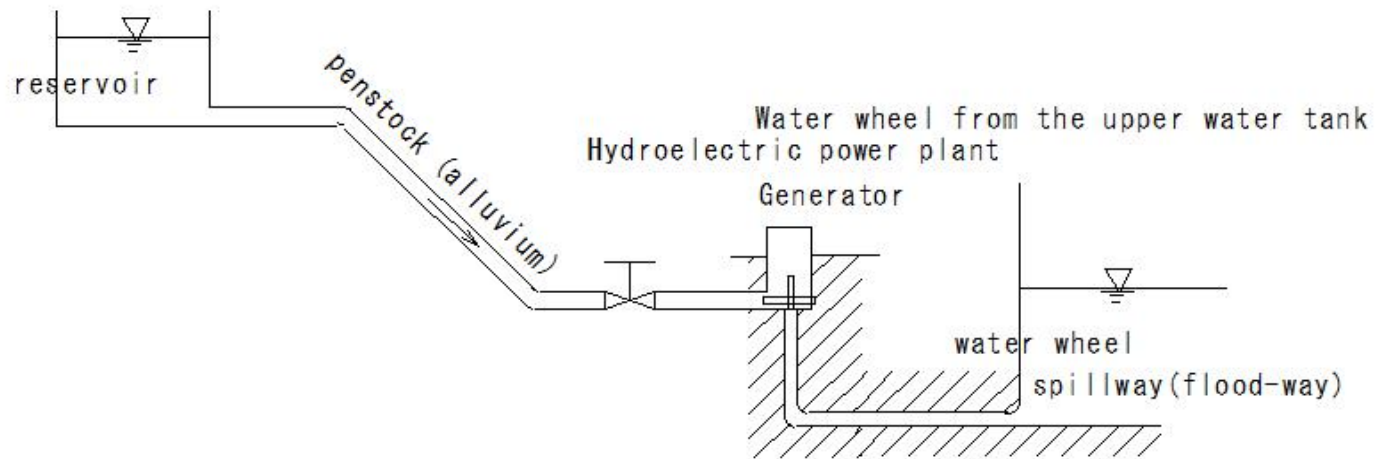 reservoir
penstock (alluvium)
Water wheel from the upper water tank
Hydroelectric power plant
Generator
water wheel
spillway(flood-way)